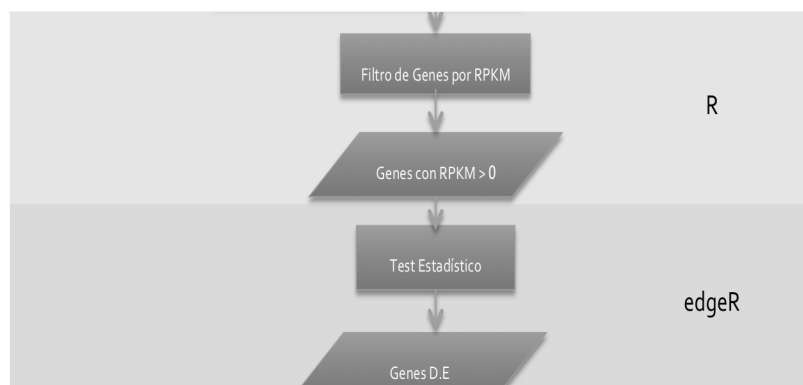 Filtro de Genes por RPKM
R
Genes con RPKM > 0
Test Estadístico
edgeR
Genes D.E